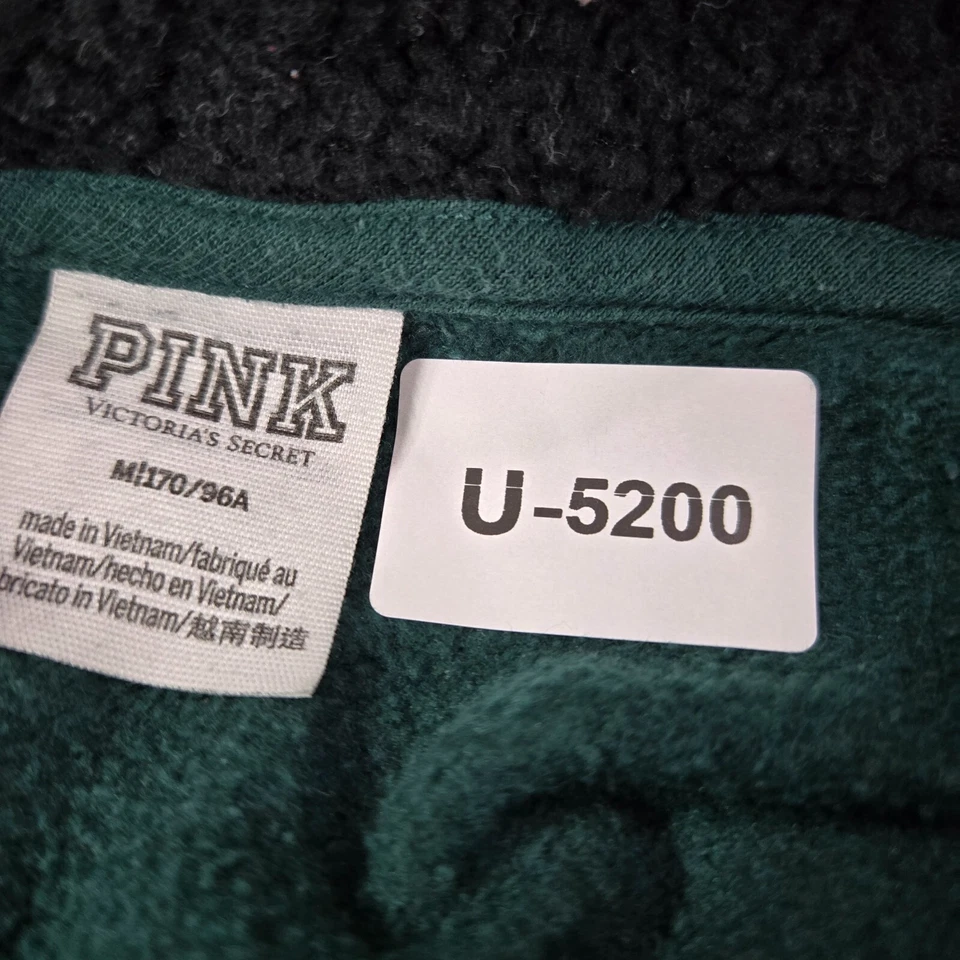 PINK
VICTORIA'S SECRET
M|170/96A
made in Vietnam/fabriqué au
Vietnam/hecho en Vietnam/
bricato in Vietnam/越南制造
U-5200